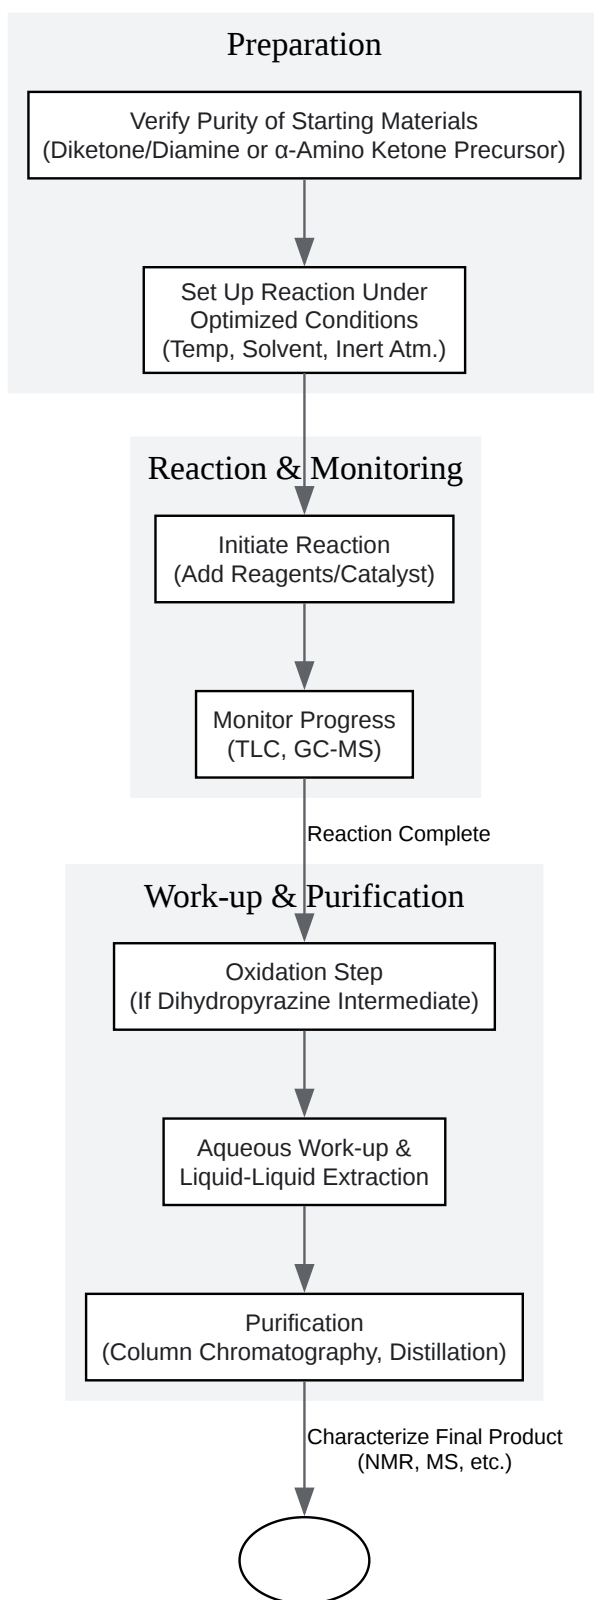 Preparation
Verify Purity of Starting Materials
(Diketone/Diamine or α-Amino Ketone Precursor)
Set Up Reaction Under
Optimized Conditions
(Temp, Solvent, Inert Atm.)
Reaction & Monitoring
Initiate Reaction
(Add Reagents/Catalyst)
Monitor Progress
(TLC, GC-MS)
Reaction Complete
Work-up & Purification
Oxidation Step
(If Dihydropyrazine Intermediate)
Aqueous Work-up &
Liquid-Liquid Extraction
Purification
(Column Chromatography, Distillation)
Characterize Final Product
(NMR, MS, etc.)